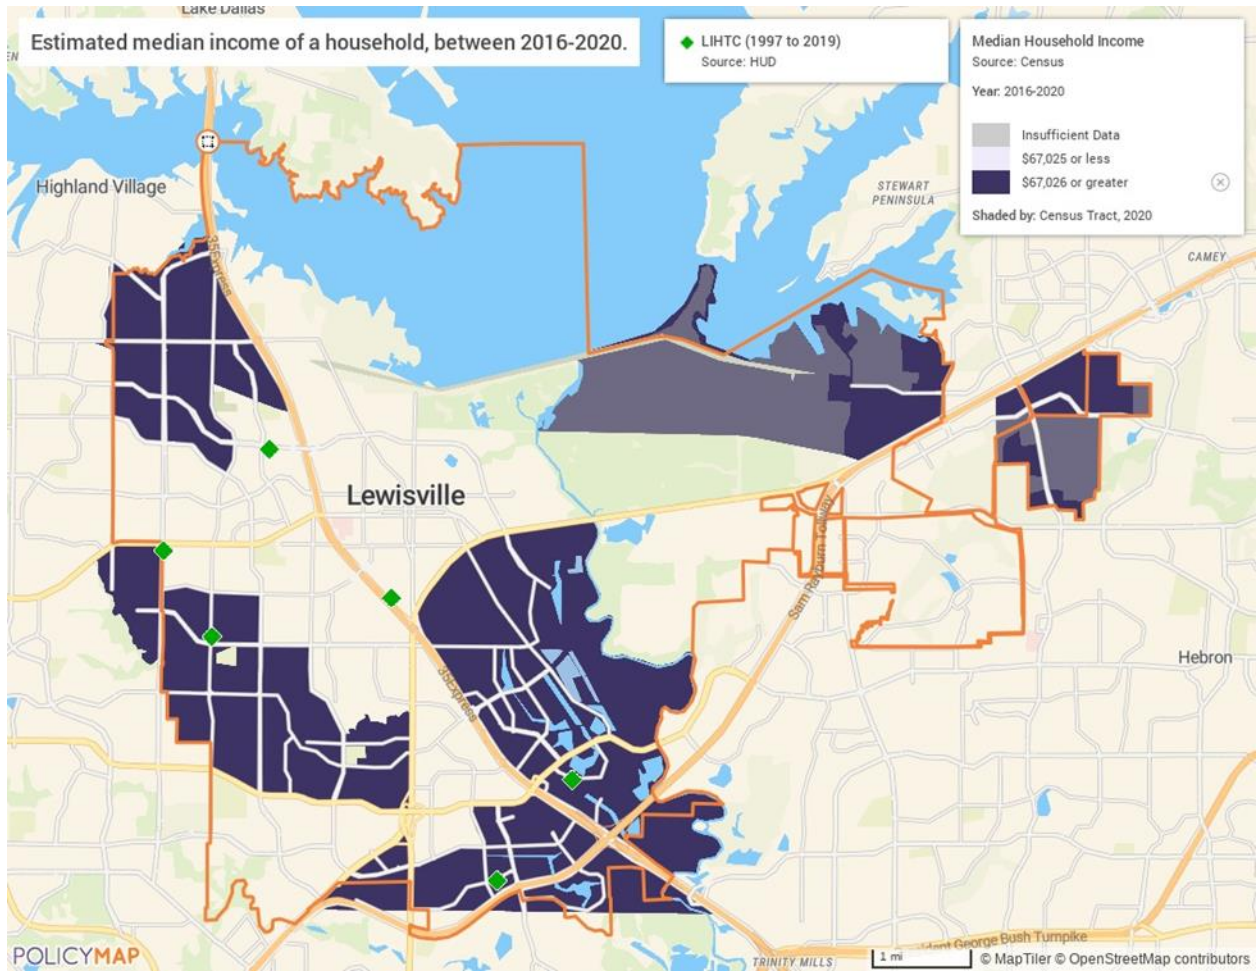 Lake Dallas
Estimated median income of a household, between 2016-2020.
LIHTC (1997 to 2019)
Source: HUD
Median Household Income
Source: Census
Year: 2016-2020
Insufficient Data
$67,025 or less
$67,026 or greater
Shaded by: Census Tract, 2020
Highland Village
STEWART
PENINSULA
35Express
CAMEY
Lewisville
Sam Rayburn Tollway
Hebron
35Express
POLICYMAP
TRINITY MILLS
1 mi
George Bush Turnpike
© MapTiler © OpenStreetMap contributors